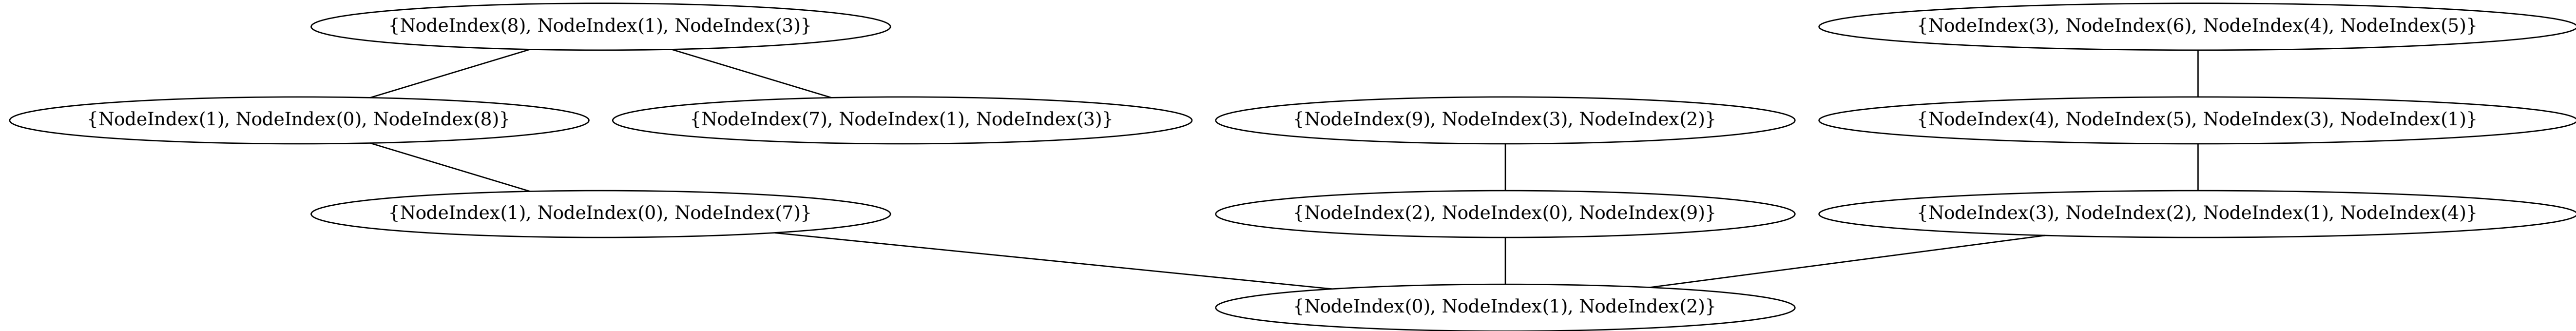 {NodeIndex(8), NodeIndex(1), NodeIndex(3)}
{NodeIndex(3), NodeIndex(6), NodeIndex(4), NodeIndex(5)}
{NodeIndex(1), NodeIndex(0), NodeIndex(8)}
{NodeIndex(7), NodeIndex(1), NodeIndex(3)}
{NodeIndex(9), NodeIndex(3), NodeIndex(2)}
{NodeIndex(4), NodeIndex(5), NodeIndex(3), NodeIndex(1)}
{NodeIndex(1), NodeIndex(0), NodeIndex(7)}
{NodeIndex(2), NodeIndex(0), NodeIndex(9)}
{NodeIndex(3), NodeIndex(2), NodeIndex(1), NodeIndex(4)}
{NodeIndex(0), NodeIndex(1), NodeIndex(2)}